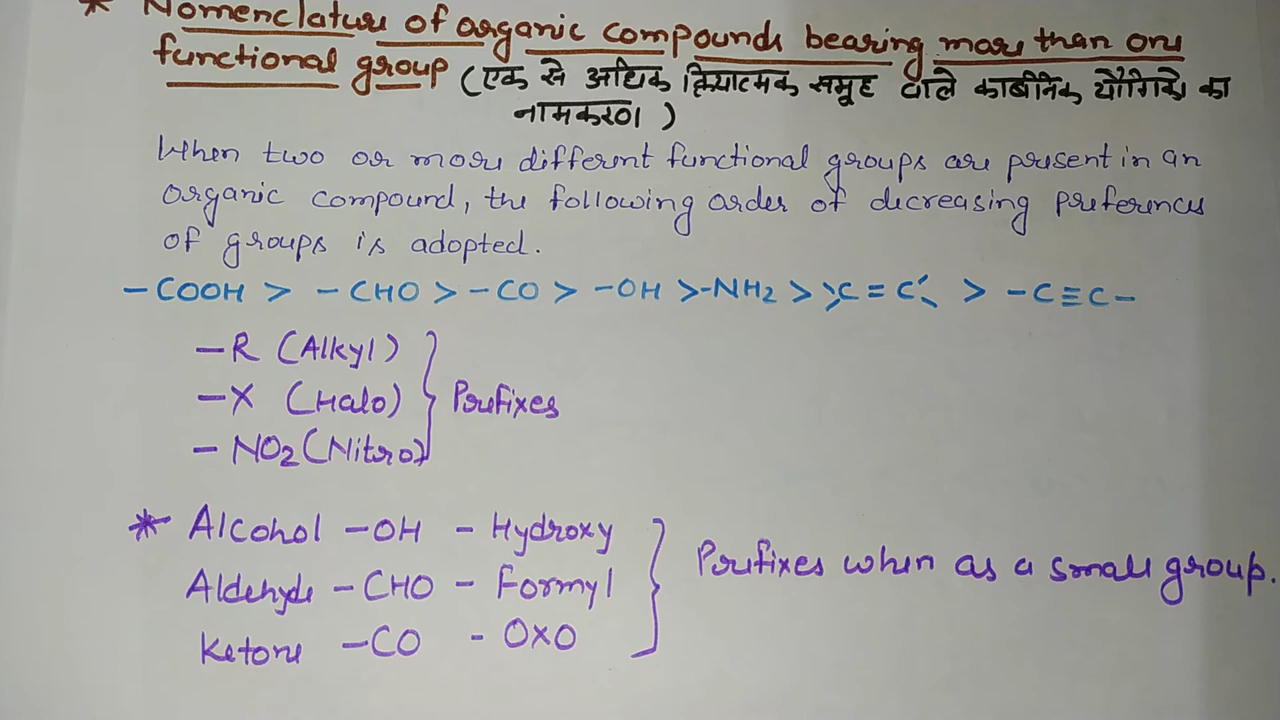 * Nomenclature of organic compounds bearing more than one
functional group (एक से अधिक क्रियात्मक समूह वाले कार्बनिक यौगिको का
नामकरण )
When two or more different functional groups are present in an
organic compound, the following order of decreasing preferences
of groups is adopted.
-COOH > -CHO > -CO > -OH > -NH2 > >C=C< > -C≡C-
-R (Alkyl)
-X (Halo) } Prefixes
-NO2 (Nitro)
* Alcohol -OH - Hydroxy
Aldehyde -CHO - Formyl } Prefixes when as a small group.
Ketone -CO - Oxo